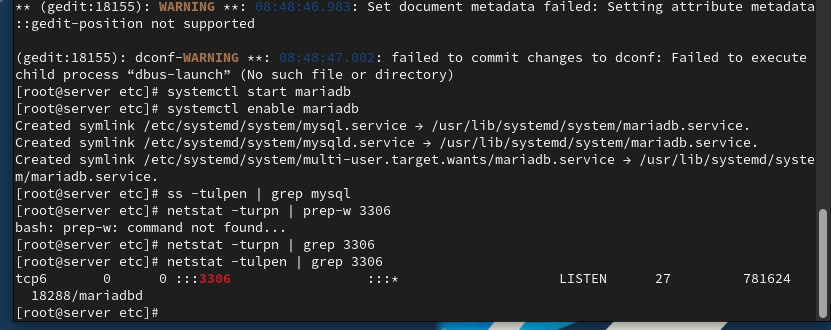 ** (gedit:18155): WARNING **: 08:48:46.983: Set document metadata failed: Setting attribute metadata
::gedit-position not supported
(gedit:18155): dconf-WARNING **: 08:48:47.002: failed to commit changes to dconf: Failed to execute
child process “dbus-launch” (No such file or directory)
[root@server etc]# systemctl start mariadb
[root@server etc]# systemctl enable mariadb
Created symlink /etc/systemd/system/mysql.service → /usr/lib/systemd/system/mariadb.service.
Created symlink /etc/systemd/system/mysqld.service → /usr/lib/systemd/system/mariadb.service.
Created symlink /etc/systemd/system/multi-user.target.wants/mariadb.service → /usr/lib/systemd/syste
m/mariadb.service.
[root@server etc]# ss -tulpen | grep mysql
[root@server etc]# netstat -turpn | prep-w 3306
bash: prep-w: command not found...
[root@server etc]# netstat -turpn | grep 3306
[root@server etc]# netstat -tulpen | grep 3306
tcp6       0      0 :::3306                 :::*                    LISTEN      27         781624
  18288/mariadbd
[root@server etc]#